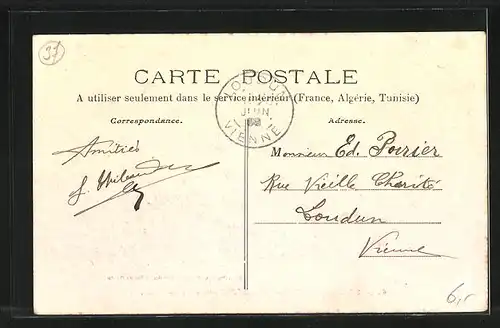 37
CARTE POSTALE
A utiliser seulement dans le service intérieur (France, Algérie, Tunisie)
LOUDUN
JUIN
VIENNE
Correspondance.
Adresse.
Amitiés
Monsieur Ed. Poirier
Rue Vieille Charité
Loudun
Vienne
6,-